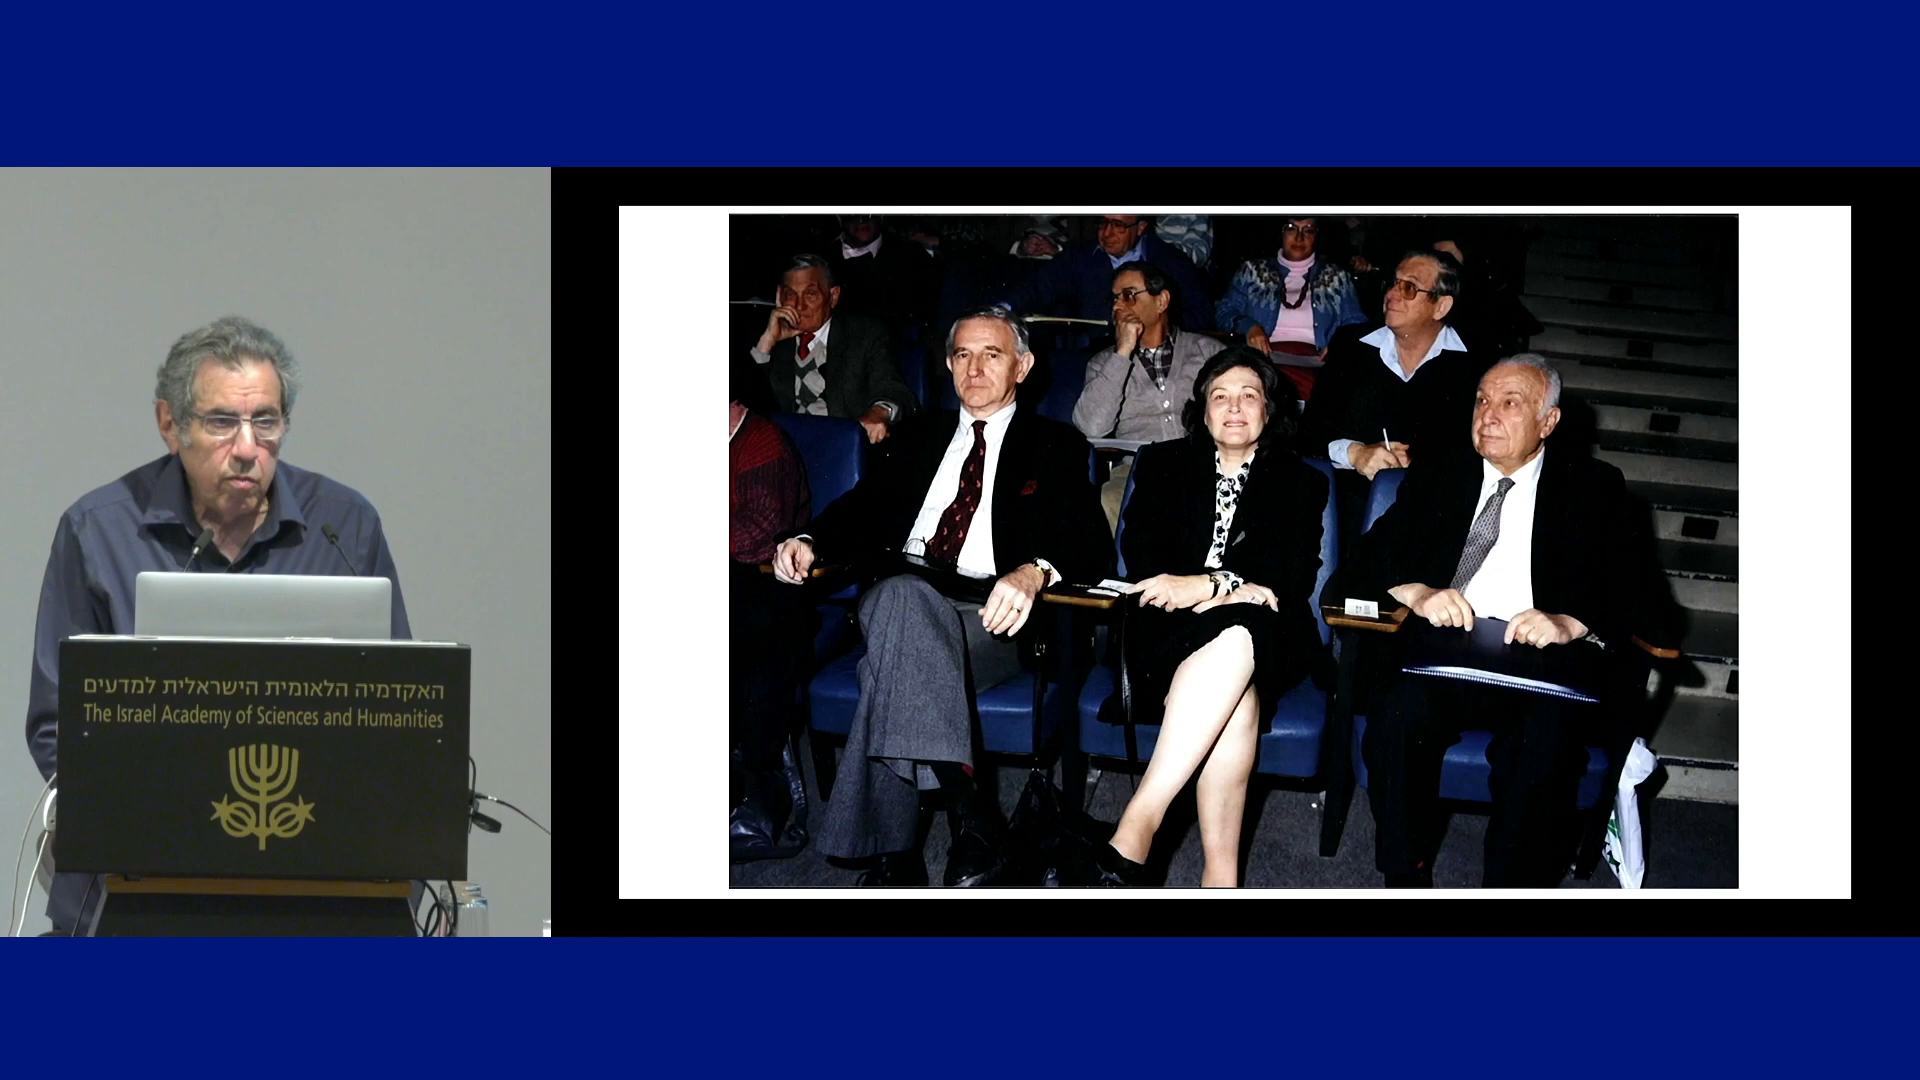 האקדמיה הלאומית הישראלית למדעים
The Israel Academy of Sciences and Humanities